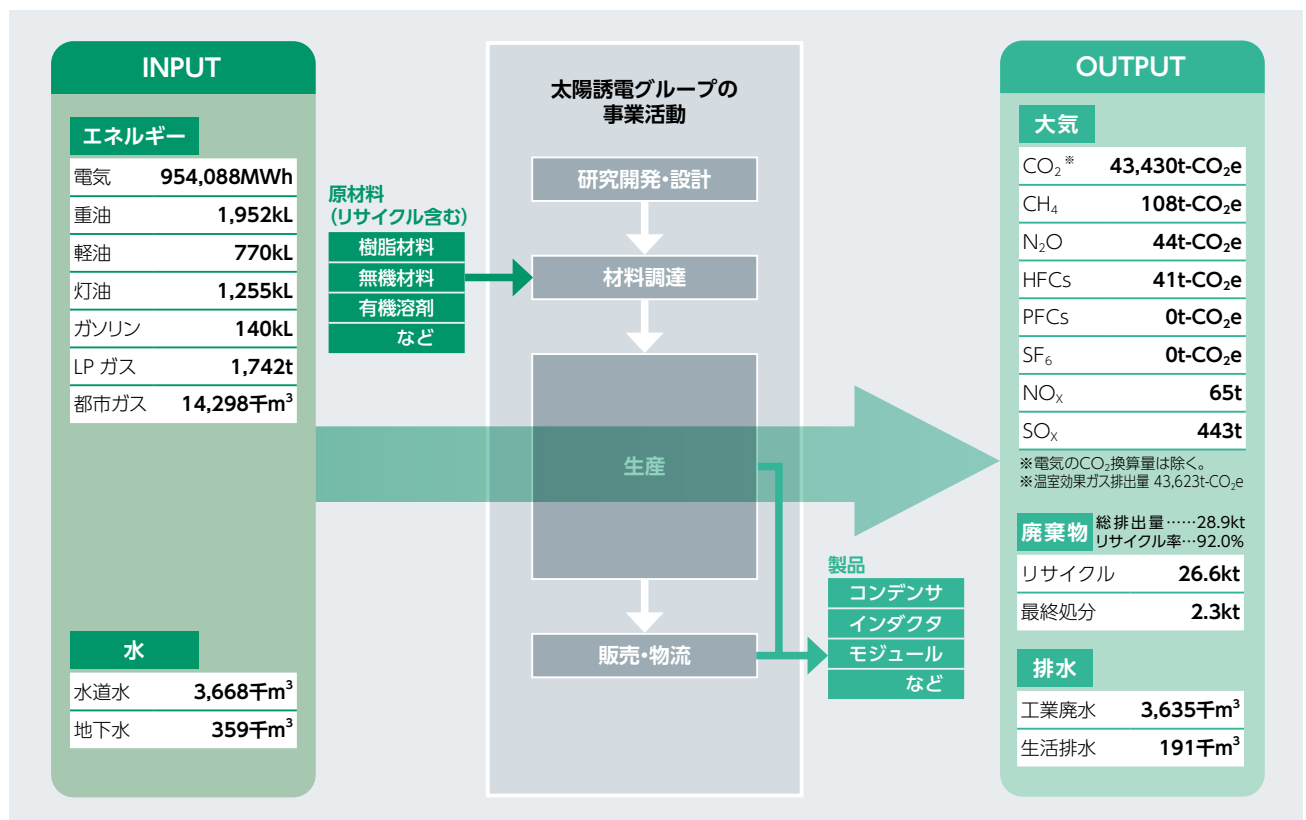 INPUT
エネルギー
電気 954,088MWh
重油 1,952kL
軽油 770kL
灯油 1,255kL
ガソリン 140kL
LP ガス 1,742t
都市ガス 14,298千m³
水
水道水 3,668千m³
地下水 359千m³
原材料
(リサイクル含む)
樹脂材料
無機材料
有機溶剤
など
太陽誘電グループの
事業活動
研究開発・設計
材料調達
生産
販売・物流
製品
コンデンサ
インダクタ
モジュール
など
OUTPUT
大気
CO₂※ 43,430t-CO₂e
CH₄ 108t-CO₂e
N₂O 44t-CO₂e
HFCs 41t-CO₂e
PFCs 0t-CO₂e
SF₆ 0t-CO₂e
NOx 65t
SOx 443t
※電気のCO₂換算量は除く。
※温室効果ガス排出量 43,623t-CO₂e
廃棄物
総排出量……28.9kt
リサイクル率…92.0%
リサイクル 26.6kt
最終処分 2.3kt
排水
工業廃水 3,635千m³
生活排水 191千m³